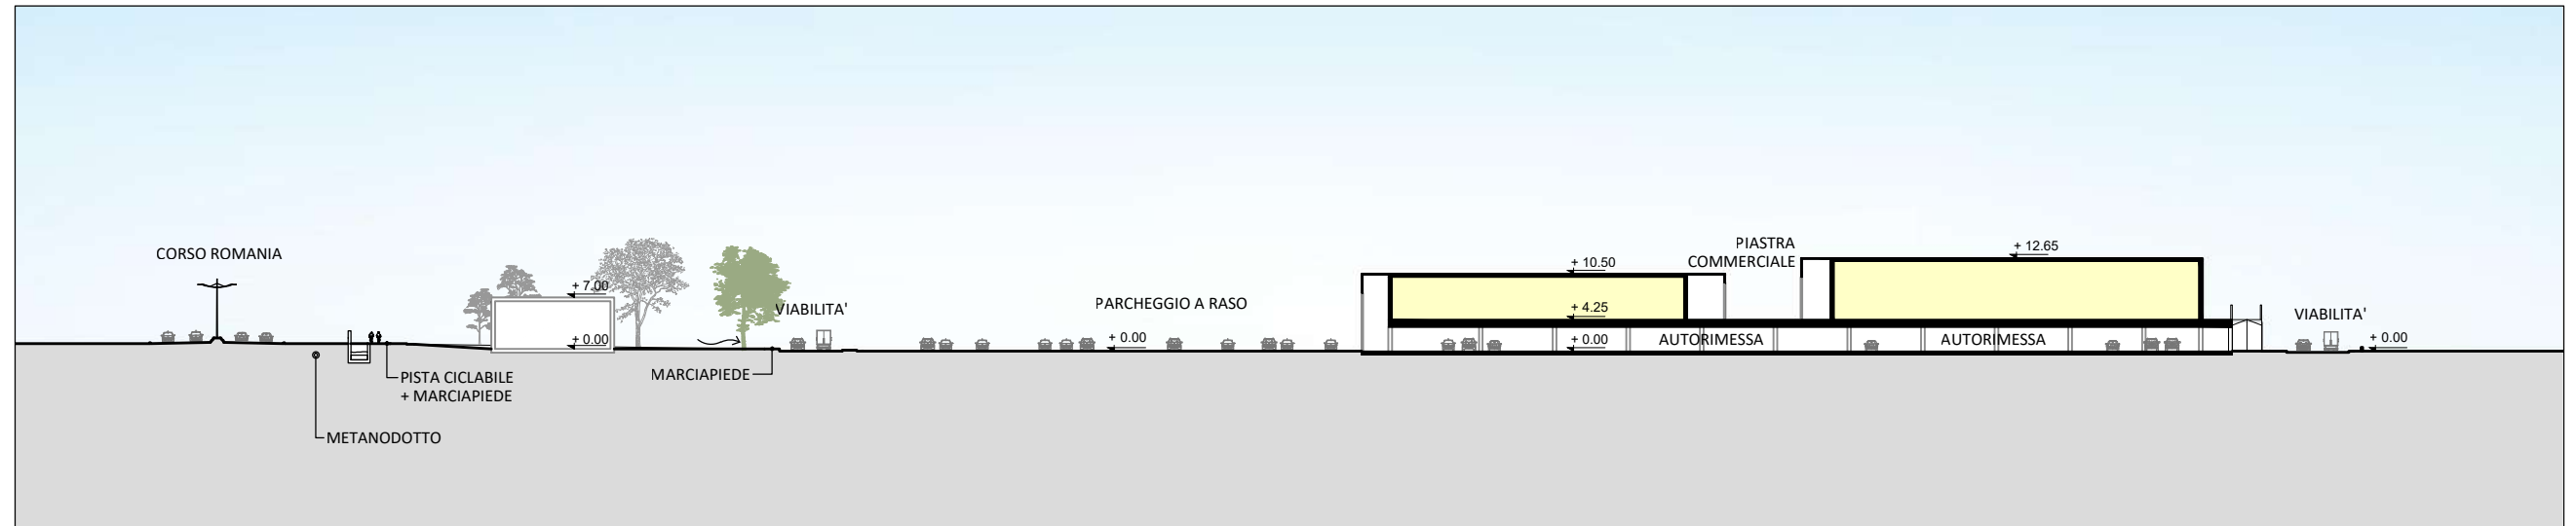 CORSO ROMANIA
PISTA CICLABILE
+ MARCIAPIEDE
METANODOTTO
+ 7.00
+ 0.00
MARCIAPIEDE
VIABILITA'
PARCHEGGIO A RASO
+ 0.00
+ 10.50
+ 4.25
+ 0.00
PIASTRA
COMMERCIALE
AUTORIMESSA
+ 12.65
AUTORIMESSA
VIABILITA'
+ 0.00